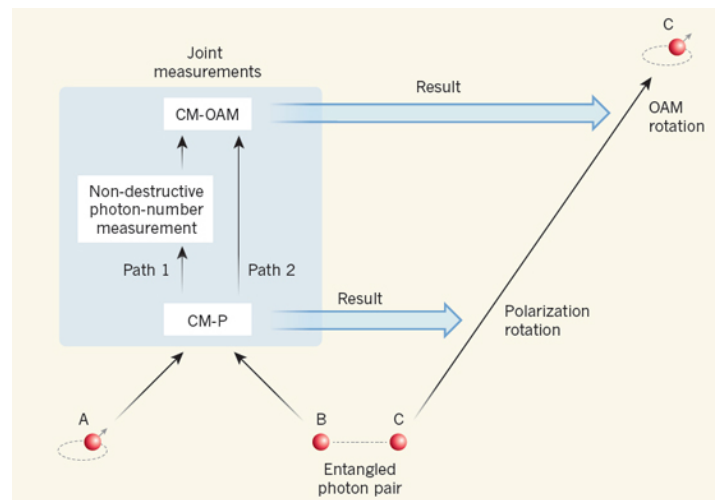 C
Joint
measurements
Result
CM-OAM
OAM
rotation
Non-destructive
photon-number
measurement
Path 1
Path 2
Result
CM-P
Polarization
rotation
A
B
C
Entangled
photon pair